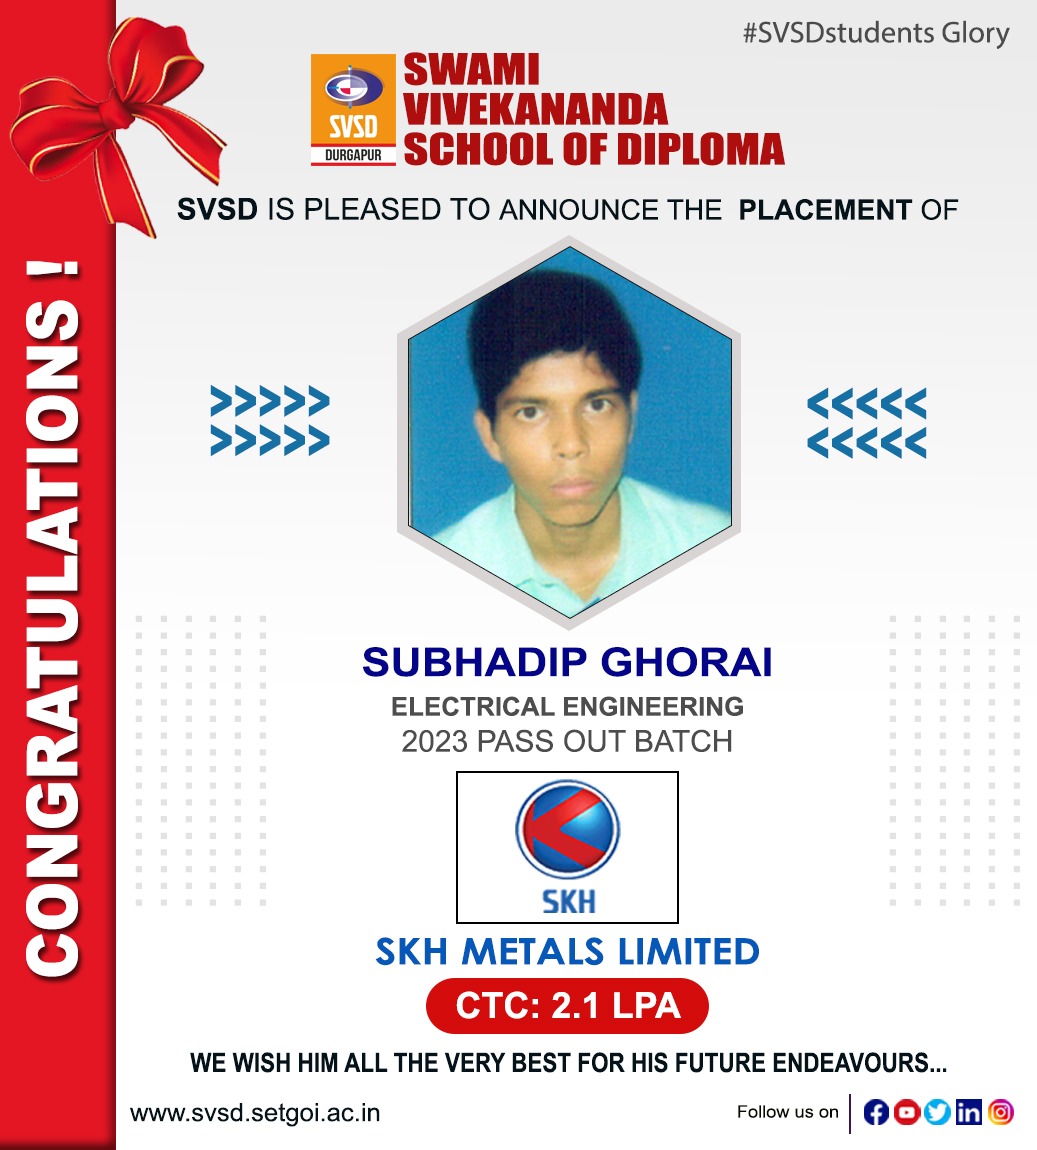 #SVSDstudents Glory
SVSD
DURGAPUR
SWAMI
VIVEKANANDA
SCHOOL OF DIPLOMA
SVSD IS PLEASED TO ANNOUNCE THE PLACEMENT OF
CONGRATULATIONS !
SUBHADIP GHORAI
ELECTRICAL ENGINEERING
2023 PASS OUT BATCH
SKH
SKH METALS LIMITED
CTC: 2.1 LPA
WE WISH HIM ALL THE VERY BEST FOR HIS FUTURE ENDEAVOURS...
www.svsd.setgoi.ac.in
Follow us on